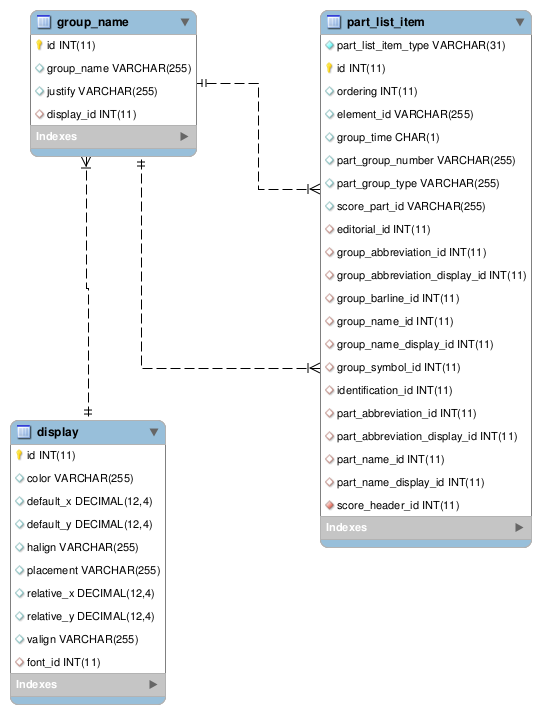 group_name
id INT(11)
group_name VARCHAR(255)
justify VARCHAR(255)
display_id INT(11)
Indexes
part_list_item
part_list_item_type VARCHAR(31)
id INT(11)
ordering INT(11)
element_id VARCHAR(255)
group_time CHAR(1)
part_group_number VARCHAR(255)
part_group_type VARCHAR(255)
score_part_id VARCHAR(255)
editorial_id INT(11)
group_abbreviation_id INT(11)
group_abbreviation_display_id INT(11)
group_barline_id INT(11)
group_name_id INT(11)
group_name_display_id INT(11)
group_symbol_id INT(11)
identification_id INT(11)
part_abbreviation_id INT(11)
part_abbreviation_display_id INT(11)
part_name_id INT(11)
part_name_display_id INT(11)
score_header_id INT(11)
Indexes
display
id INT(11)
color VARCHAR(255)
default_x DECIMAL(12,4)
default_y DECIMAL(12,4)
halign VARCHAR(255)
placement VARCHAR(255)
relative_x DECIMAL(12,4)
relative_y DECIMAL(12,4)
valign VARCHAR(255)
font_id INT(11)
Indexes